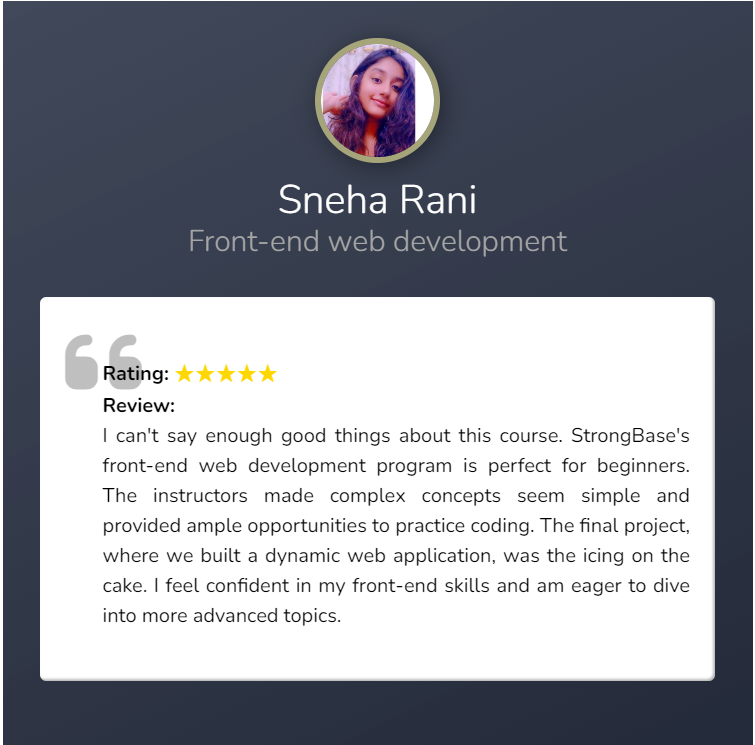 Sneha Rani
Front-end web development
Rating: ★★★★★
Review:
I can't say enough good things about this course. StrongBase's
front-end web development program is perfect for beginners.
The instructors made complex concepts seem simple and
provided ample opportunities to practice coding. The final project,
where we built a dynamic web application, was the icing on the
cake. I feel confident in my front-end skills and am eager to dive
into more advanced topics.